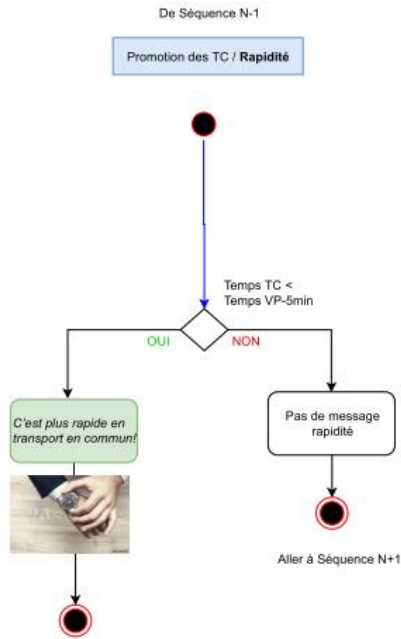 De Séquence N-1
Promotion des TC / Rapidité
Temps TC <
Temps VP-5min
OUI
NON
C'est plus rapide en
transport en commun!
Pas de message
rapidité
Aller à Séquence N+1